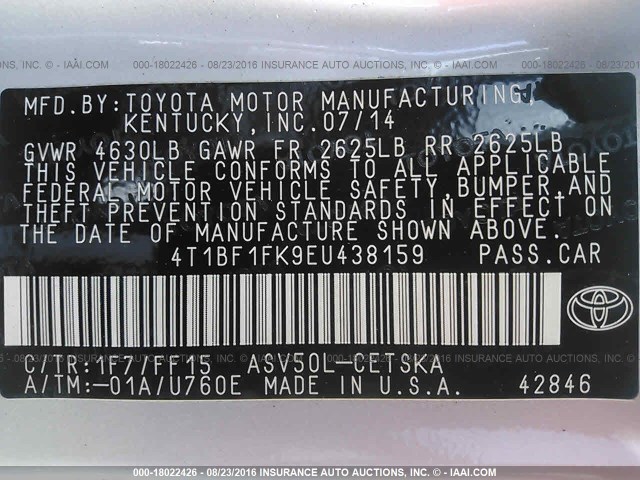 000-18022426 - 08/23/2016 INSURANCE AUTO AUCTIONS, INC. - © IAAI.COM
MFD.BY:TOYOTA MOTOR MANUFACTURING,
KENTUCKY,INC.07/14
GVWR 4630LB GAWR FR 2625LB RR 2625LB
THIS VEHICLE CONFORMS TO ALL APPLICABLE
FEDERAL MOTOR VEHICLE SAFETY,BUMPER,AND
THEFT PREVENTION STANDARDS IN EFFECT ON
THE DATE OF MANUFACTURE SHOWN ABOVE.
4T1BF1FK9EU438159 PASS.CAR
C/TR:1F7/FF15 ASV50L-CETSKA
A/TM:-01A/U760E MADE IN U.S.A. 42846
000-18022426 - 08/23/2016 INSURANCE AUTO AUCTIONS, INC. - © IAAI.COM